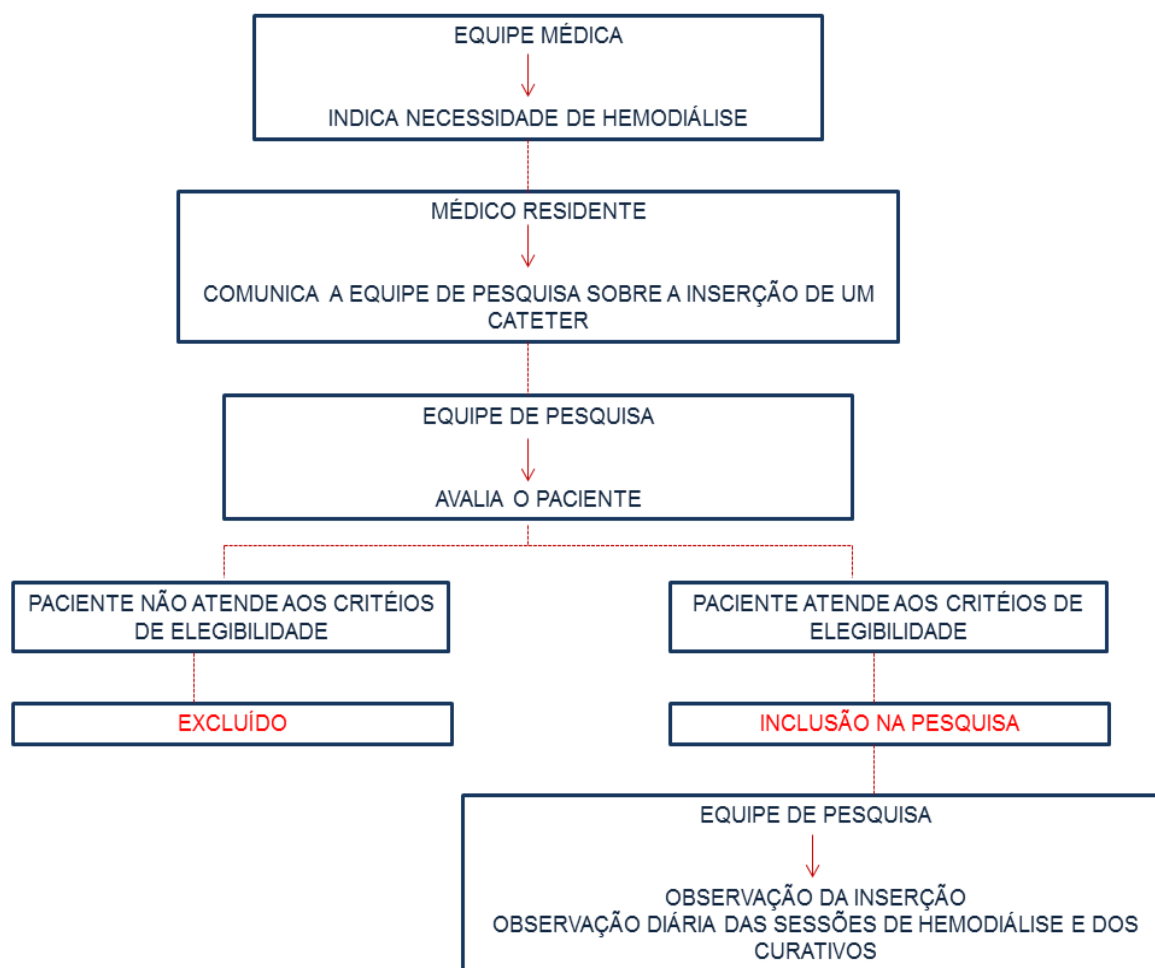 EQUIPE MÉDICA
INDICA NECESSIDADE DE HEMODIÁLISE
MÉDICO RESIDENTE
COMUNICA A EQUIPE DE PESQUISA SOBRE A INSERÇÃO DE UM
CATETER
EQUIPE DE PESQUISA
AVALIA O PACIENTE
PACIENTE NÃO ATENDE AOS CRITÉIOS
DE ELEGIBILIDADE
PACIENTE ATENDE AOS CRITÉIOS DE
ELEGIBILIDADE
EXCLUÍDO
INCLUSÃO NA PESQUISA
EQUIPE DE PESQUISA
OBSERVAÇÃO DA INSERÇÃO
OBSERVAÇÃO DIÁRIA DAS SESSÕES DE HEMODIÁLISE E DOS
CURATIVOS